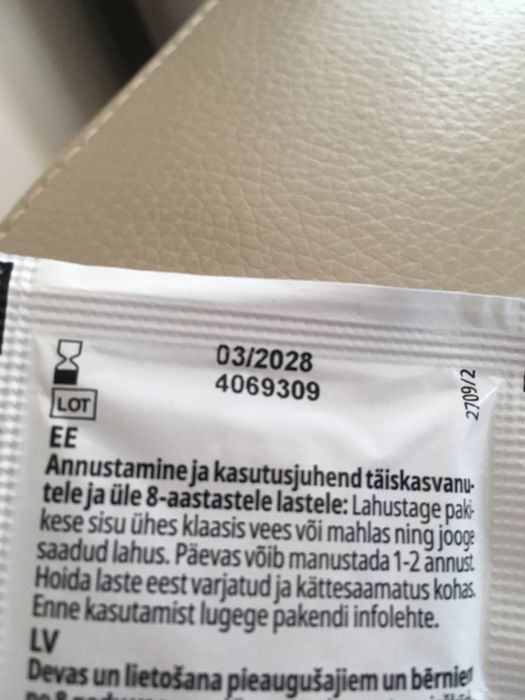 03/2028
4069309
LOT
2709/2
EE
Annustamine ja kasutusjuhend täiskasvanu-
tele ja üle 8-aastastele lastele: Lahustage paki-
kese sisu ühes klaasis vees või mahlas ning jooge
saadud lahus. Päevas võib manustada 1-2 annust.
Hoida laste eest varjatud ja kättesaamatus kohas.
Enne kasutamist lugege pakendi infolehte.
LV
Devas un lietošana pieaugušajiem un bērniem
no 8